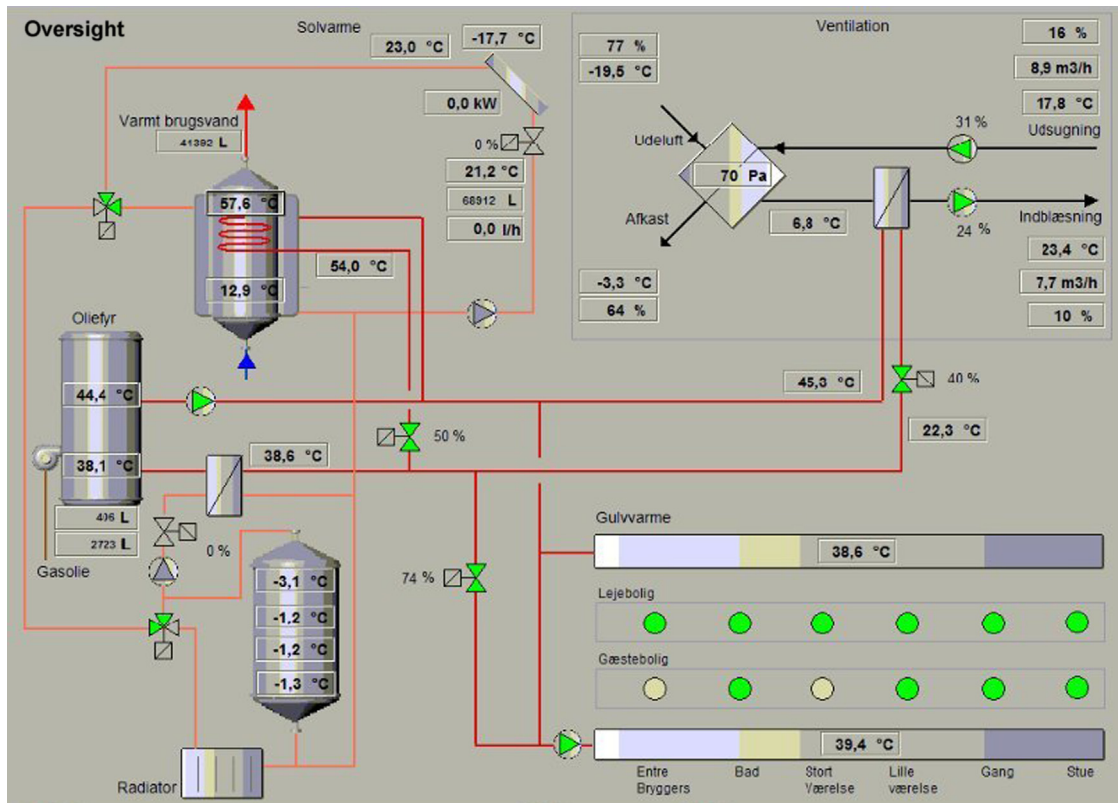 Oversight
Solvarme
23,0 °C
-17,7 °C
0,0 kW
0 %
21,2 °C
68912 L
0,0 l/h
Varmt brugsvand
41392 L
57,6 °C
12,9 °C
54,0 °C
Ventilation
77 %
-19,5 °C
16 %
8,9 m3/h
17,8 °C
Udsugning
31 %
Udeluft
70 Pa
Afkast
6,8 °C
24 %
Indblæsning
23,4 °C
7,7 m3/h
10 %
-3,3 °C
64 %
Oliefyr
44,4 °C
38,1 °C
406 L
2723 L
Gasolie
45,3 °C
40 %
22,3 °C
50 %
38,6 °C
0 %
-3,1 °C
-1,2 °C
-1,2 °C
-1,3 °C
Radiator
74 %
Gulvvarme
38,6 °C
Lejebolig
Gæstebolig
39,4 °C
Entre
Bryggers
Bad
Stort
Værelse
Lille
værelse
Gang
Stue